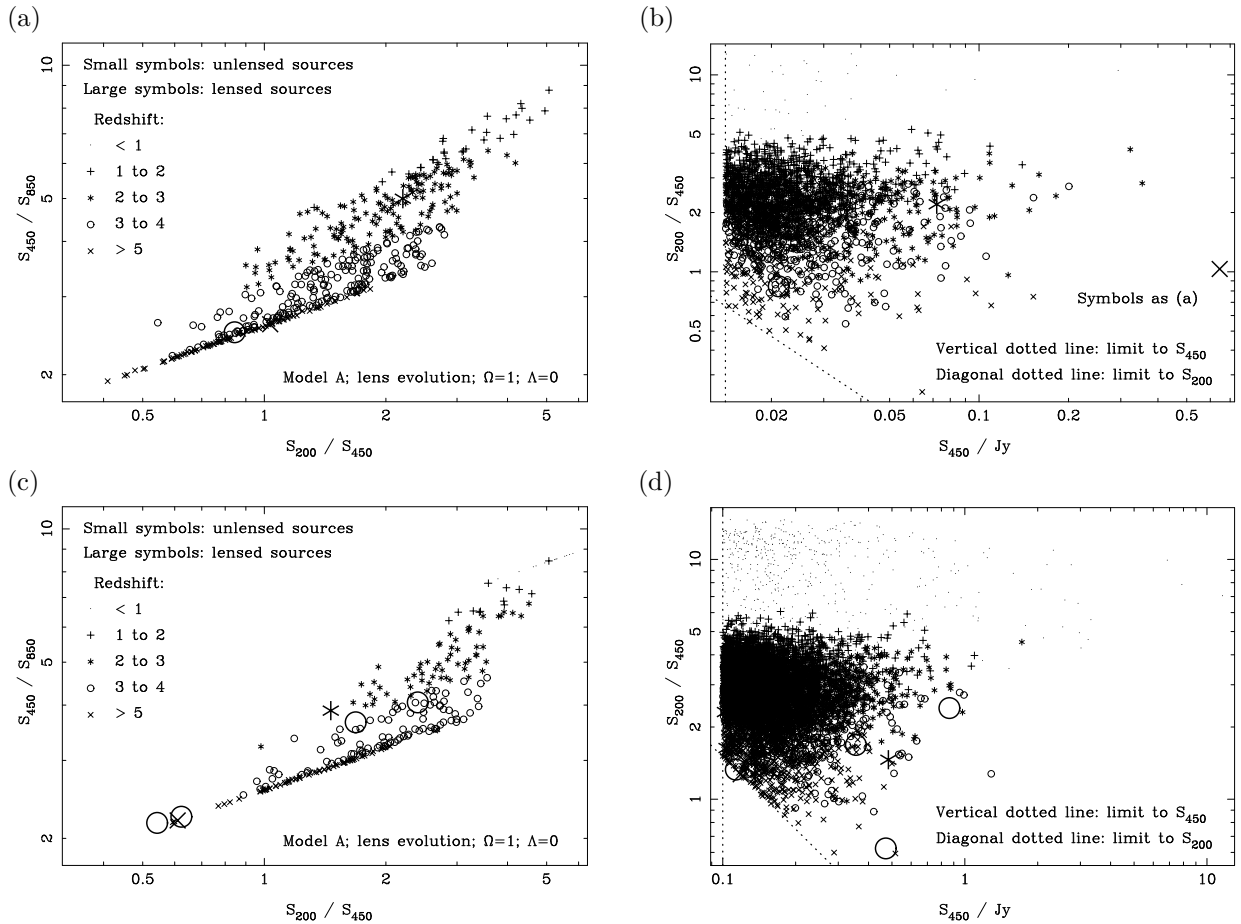 (a)
10
5
2
S450 / S850
Small symbols: unlensed sources
Large symbols: lensed sources
Redshift:
· < 1
+ 1 to 2
* 2 to 3
○ 3 to 4
× > 5
Model A; lens evolution; Ω=1; Λ=0
0.5 1 2 5
S200 / S450
(b)
10
5
2
1
0.5
S200 / S450
Symbols as (a)
Vertical dotted line: limit to S450
Diagonal dotted line: limit to S200
0.02 0.05 0.1 0.2 0.5
S450 / Jy
(c)
10
5
2
S450 / S850
Small symbols: unlensed sources
Large symbols: lensed sources
Redshift:
· < 1
+ 1 to 2
* 2 to 3
○ 3 to 4
× > 5
Model A; lens evolution; Ω=1; Λ=0
0.5 1 2 5
S200 / S450
(d)
10
5
2
1
S200 / S450
Vertical dotted line: limit to S450
Diagonal dotted line: limit to S200
0.1 1 10
S450 / Jy